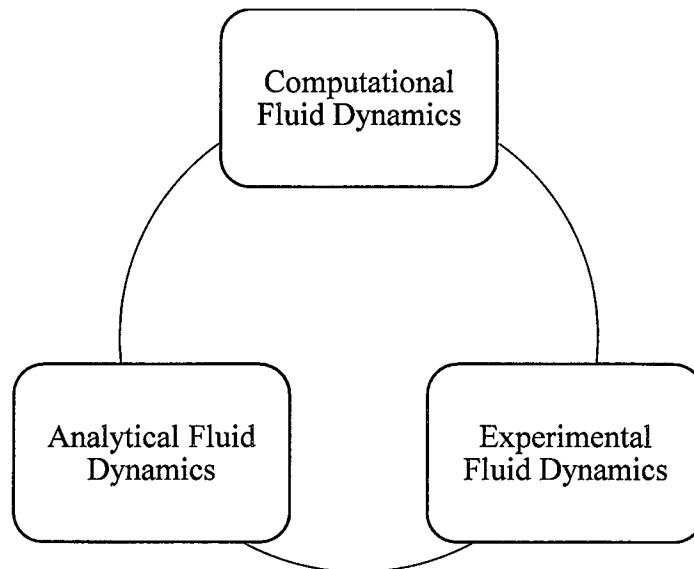 Computational
Fluid Dynamics
Analytical Fluid
Dynamics
Experimental
Fluid Dynamics